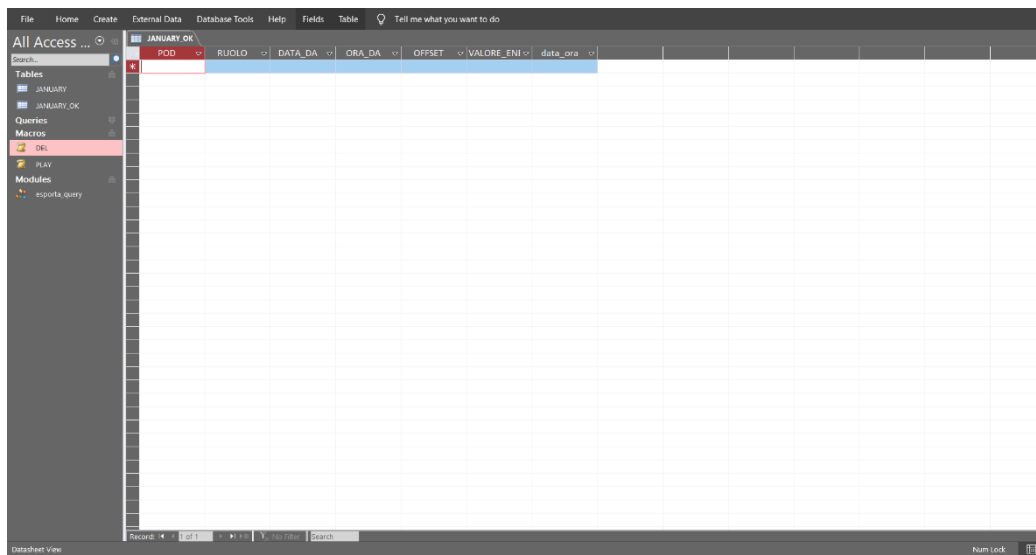 File Home Create External Data Database Tools Help Fields Table Tell me what you want to do
All Access ...
Search...
Tables
JANUARY
JANUARY_OK
Queries
Macros
DEL
PLAY
Modules
esporta_query
JANUARY_OK
POD RUOLO DATA_DA ORA_DA OFFSET VALORE_ENI data_ora
Record: 1 of 1 No Filter Search
Datasheet View Num Lock